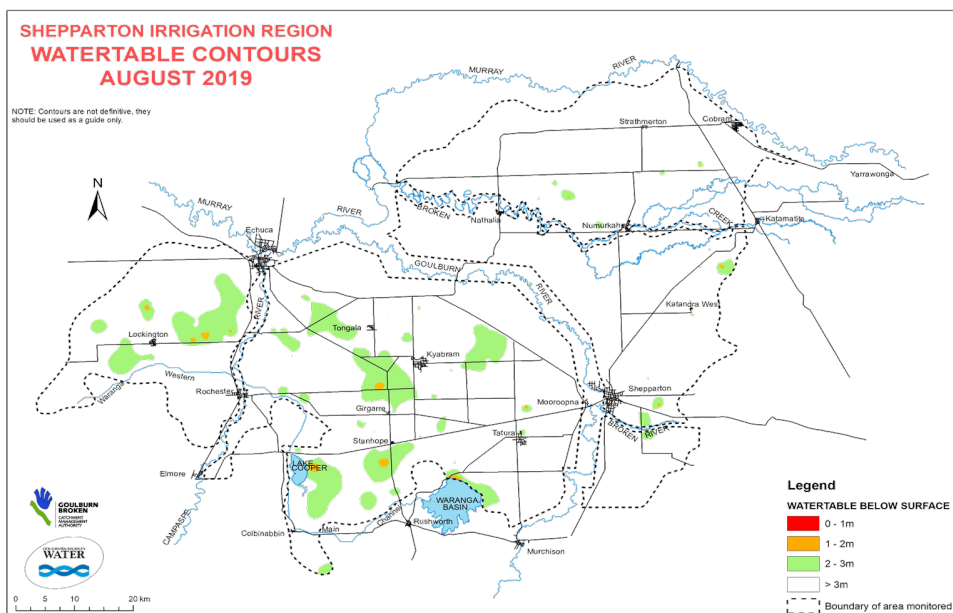 SHEPPARTON IRRIGATION REGION
WATERTABLE CONTOURS
AUGUST 2019
NOTE: Contours are not definitive, they
should be used as a guide only.
MURRAY
RIVER
Strathmerton
Cobram
Yarrawonga
N
MURRAY
RIVER
BROKEN
Nathalia
Numurkah
CREEK
Katamatite
Echuca
GOULBURN
RIVER
Katandra West
RIVER
Lockington
Tongala
Kyabram
Waranga
Western
Rochester
Girgarre
Mooroopna
Shepparton
BROKEN
RIVER
Stanhope
Tatura
Elmore
LAKE
COOPER
WARANGA
BASIN
CAMPASPE
Colbinabbin
Main
Channel
Rushworth
Murchison
GOULBURN
BROKEN
CATCHMENT
MANAGEMENT
AUTHORITY
GOULBURN-MURRAY
WATER
0 5 10 20 km
Legend
WATERTABLE BELOW SURFACE
0 - 1m
1 - 2m
2 - 3m
> 3m
Boundary of area monitored